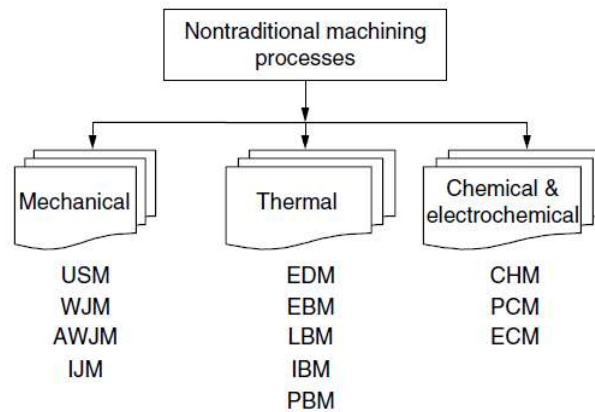 Nontraditional machining
processes
Mechanical
Thermal
Chemical &
electrochemical
USM
WJM
AWJM
IJM
EDM
EBM
LBM
IBM
PBM
CHM
PCM
ECM